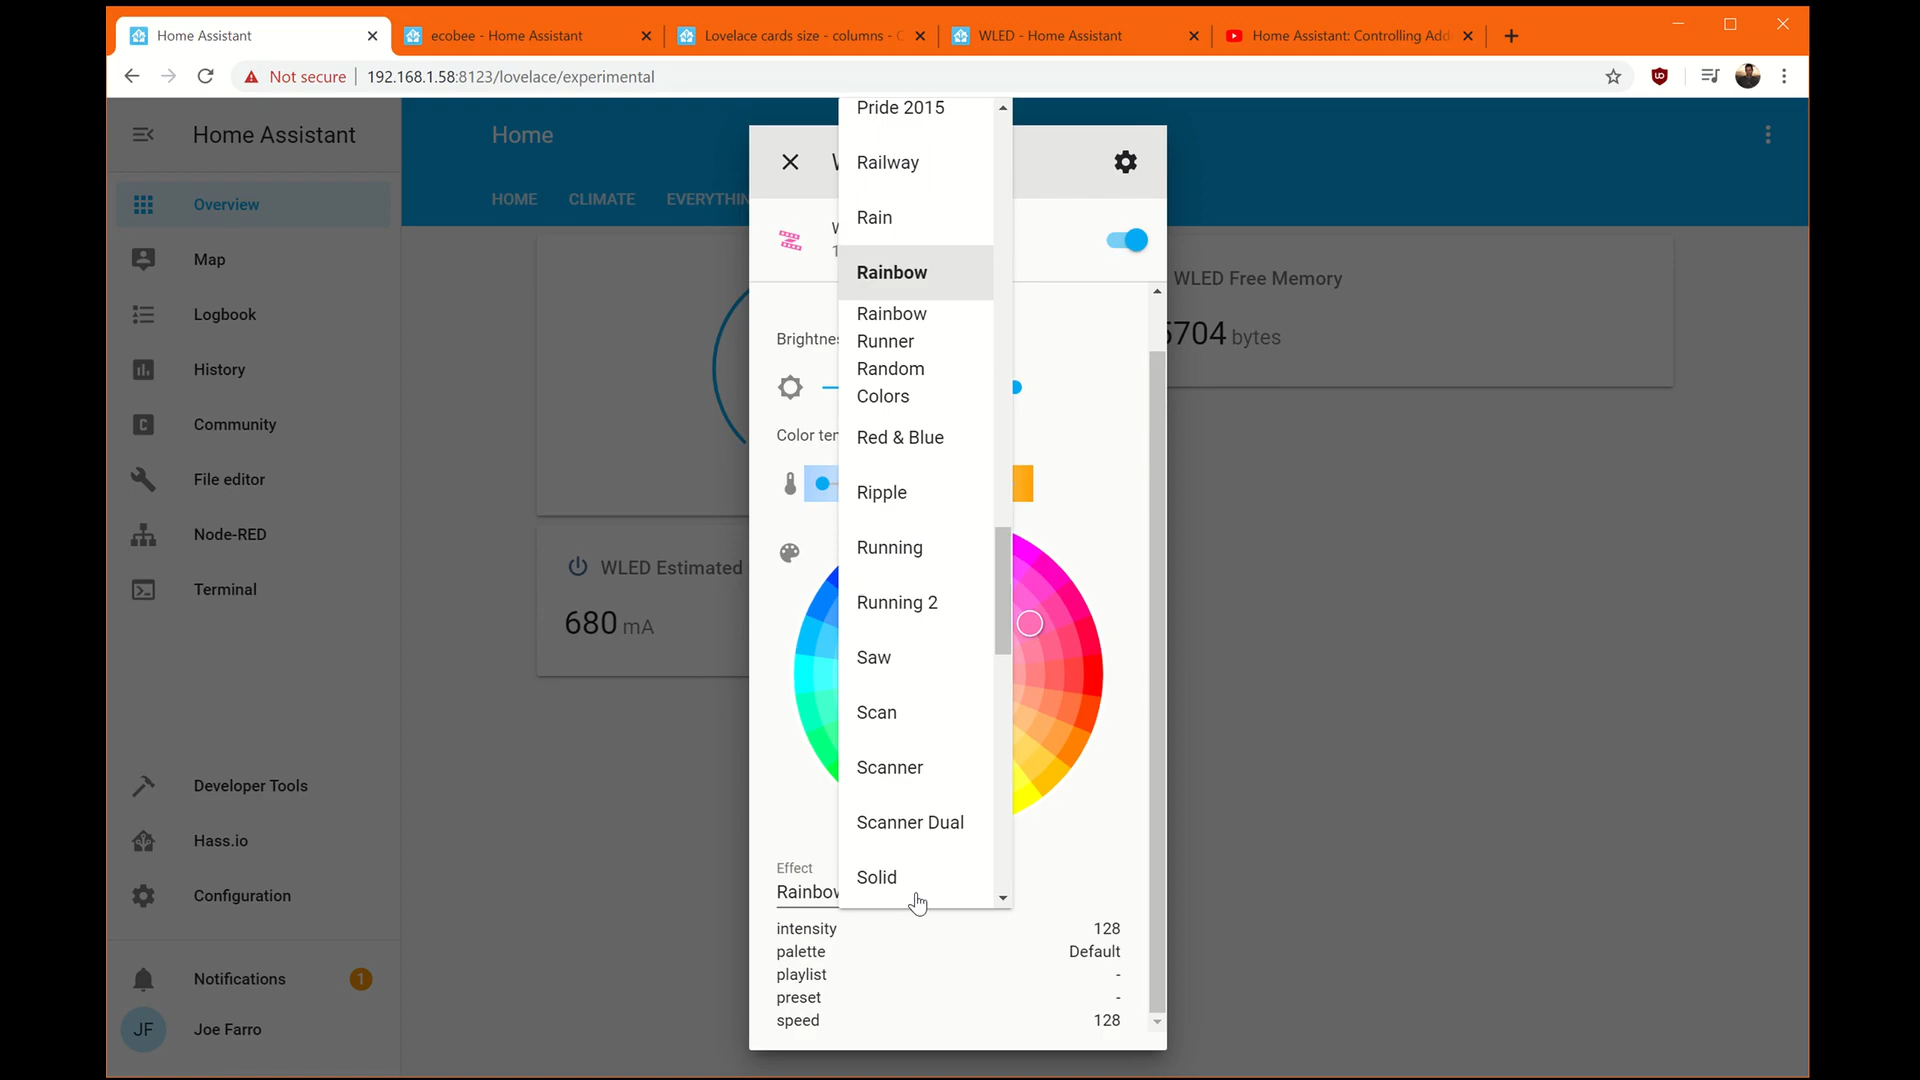 Home Assistant
ecobee - Home Assistant
Lovelace cards size - columns -
WLED - Home Assistant
Home Assistant: Controlling Add
Not secure
192.168.1.58:8123/lovelace/experimental
Home Assistant
Home
HOME
CLIMATE
EVERYTHIN
Overview
Map
Logbook
History
Community
File editor
Node-RED
Terminal
Developer Tools
Hass.io
Configuration
Notifications
1
JF
Joe Farro
WLED Estimated
680 mA
WLED Free Memory
5704 bytes
Brightnes
Color ter
Pride 2015
Railway
Rain
Rainbow
Rainbow
Runner
Random
Colors
Red & Blue
Ripple
Running
Running 2
Saw
Scan
Scanner
Scanner Dual
Solid
Effect
Rainbow
intensity 128
palette Default
playlist -
preset -
speed 128